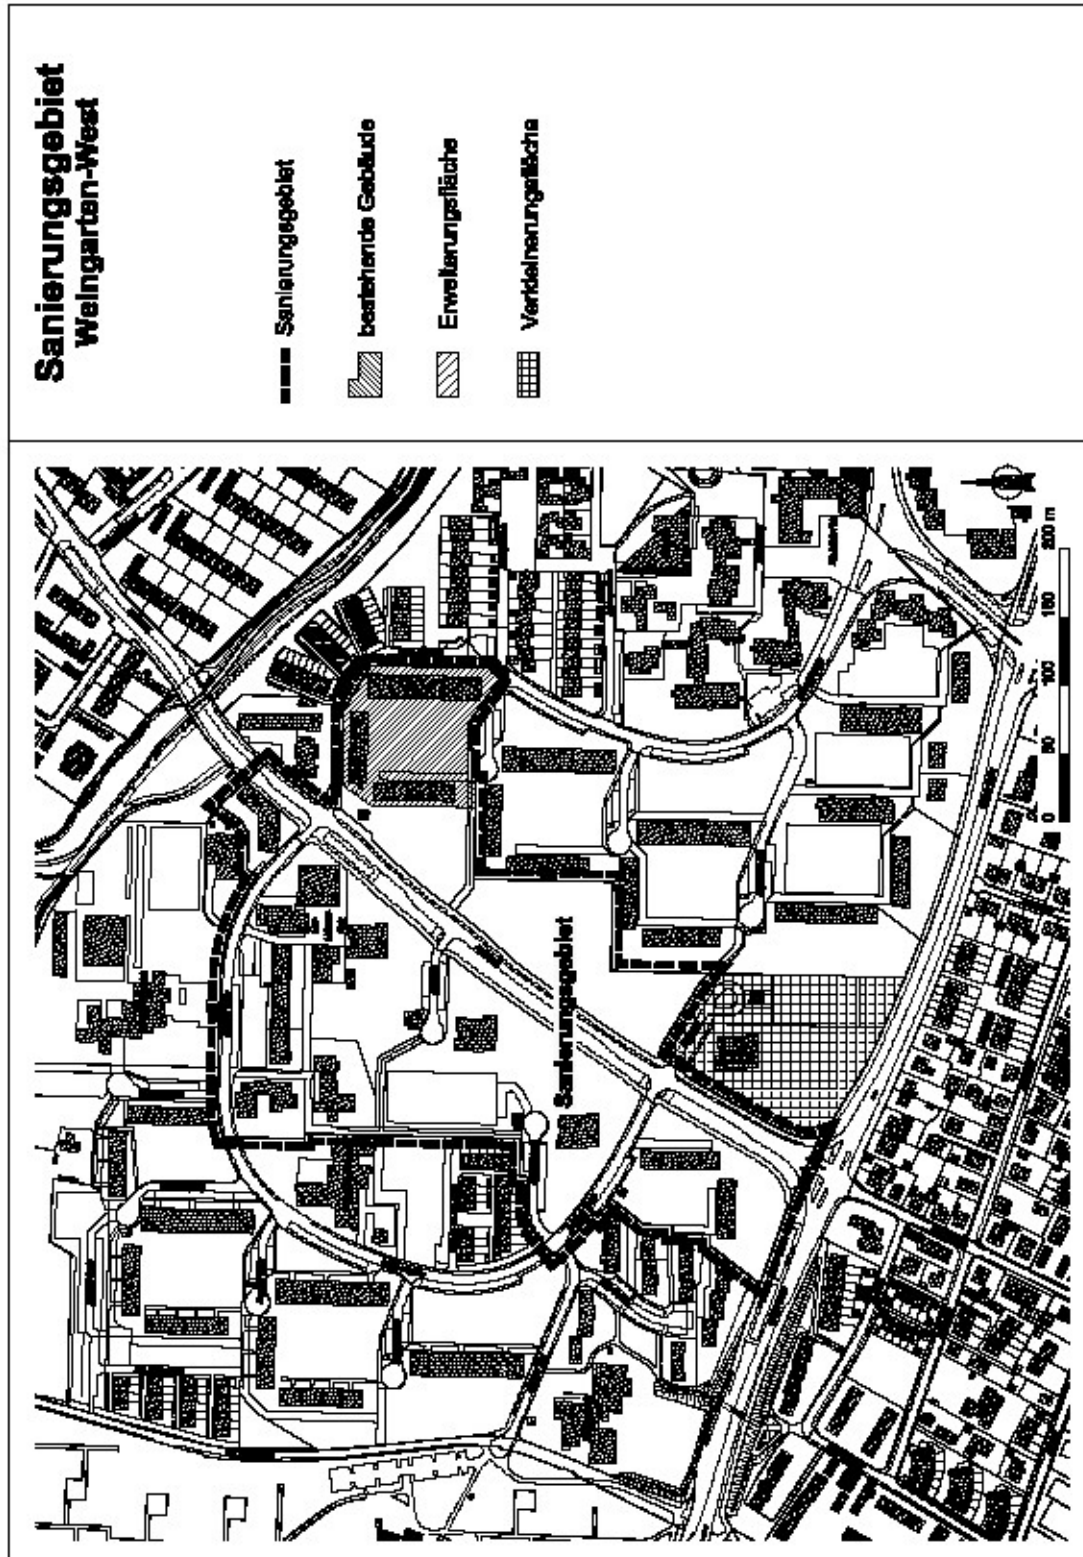 Sanierungsgebiet
Weingarten-West
Sanierungsgebiet
bestehende Gebäude
Erweiterungsfläche
Verkleinerungsfläche
Sanierungsgebiet
0 50 100 150 200 m